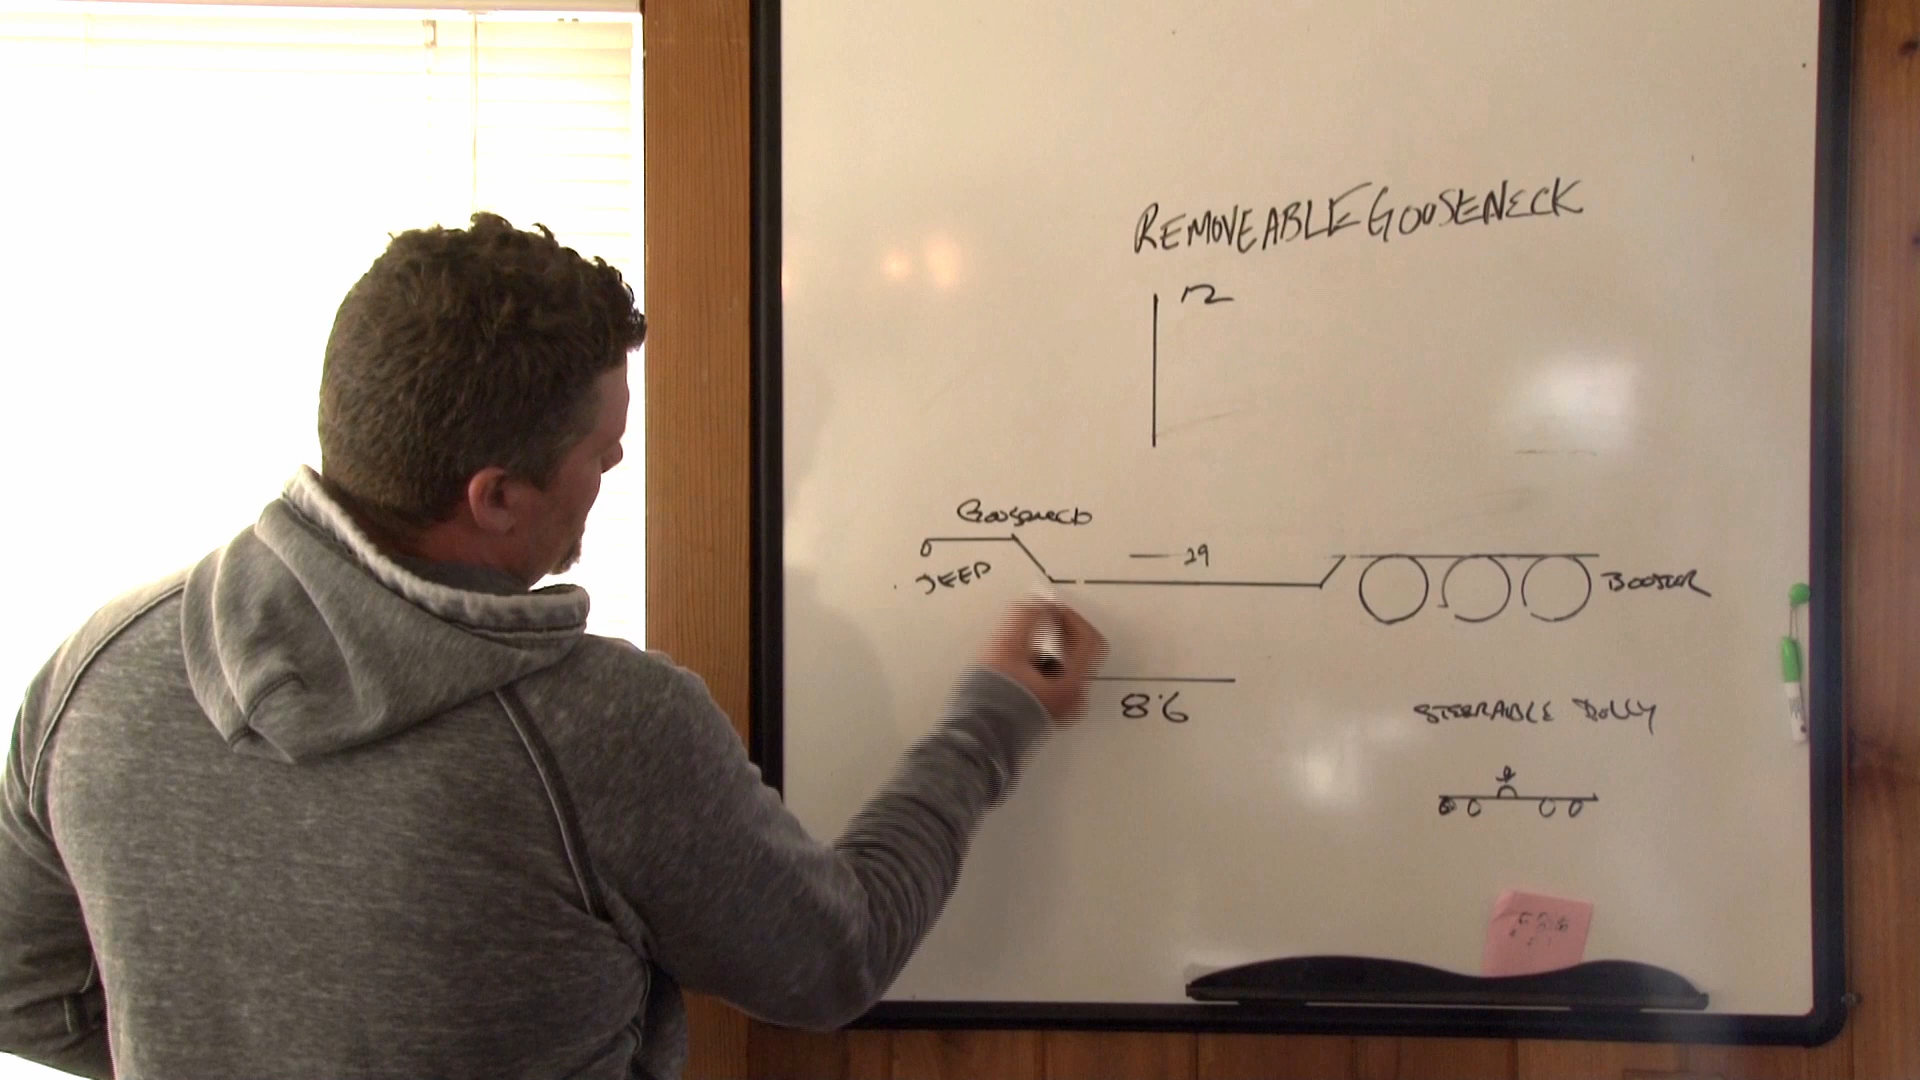 REMOVEABLE GOOSENECK
12
Gooseneck
29
JEEP
BOOSTER
8'6
STEERABLE DOLLY